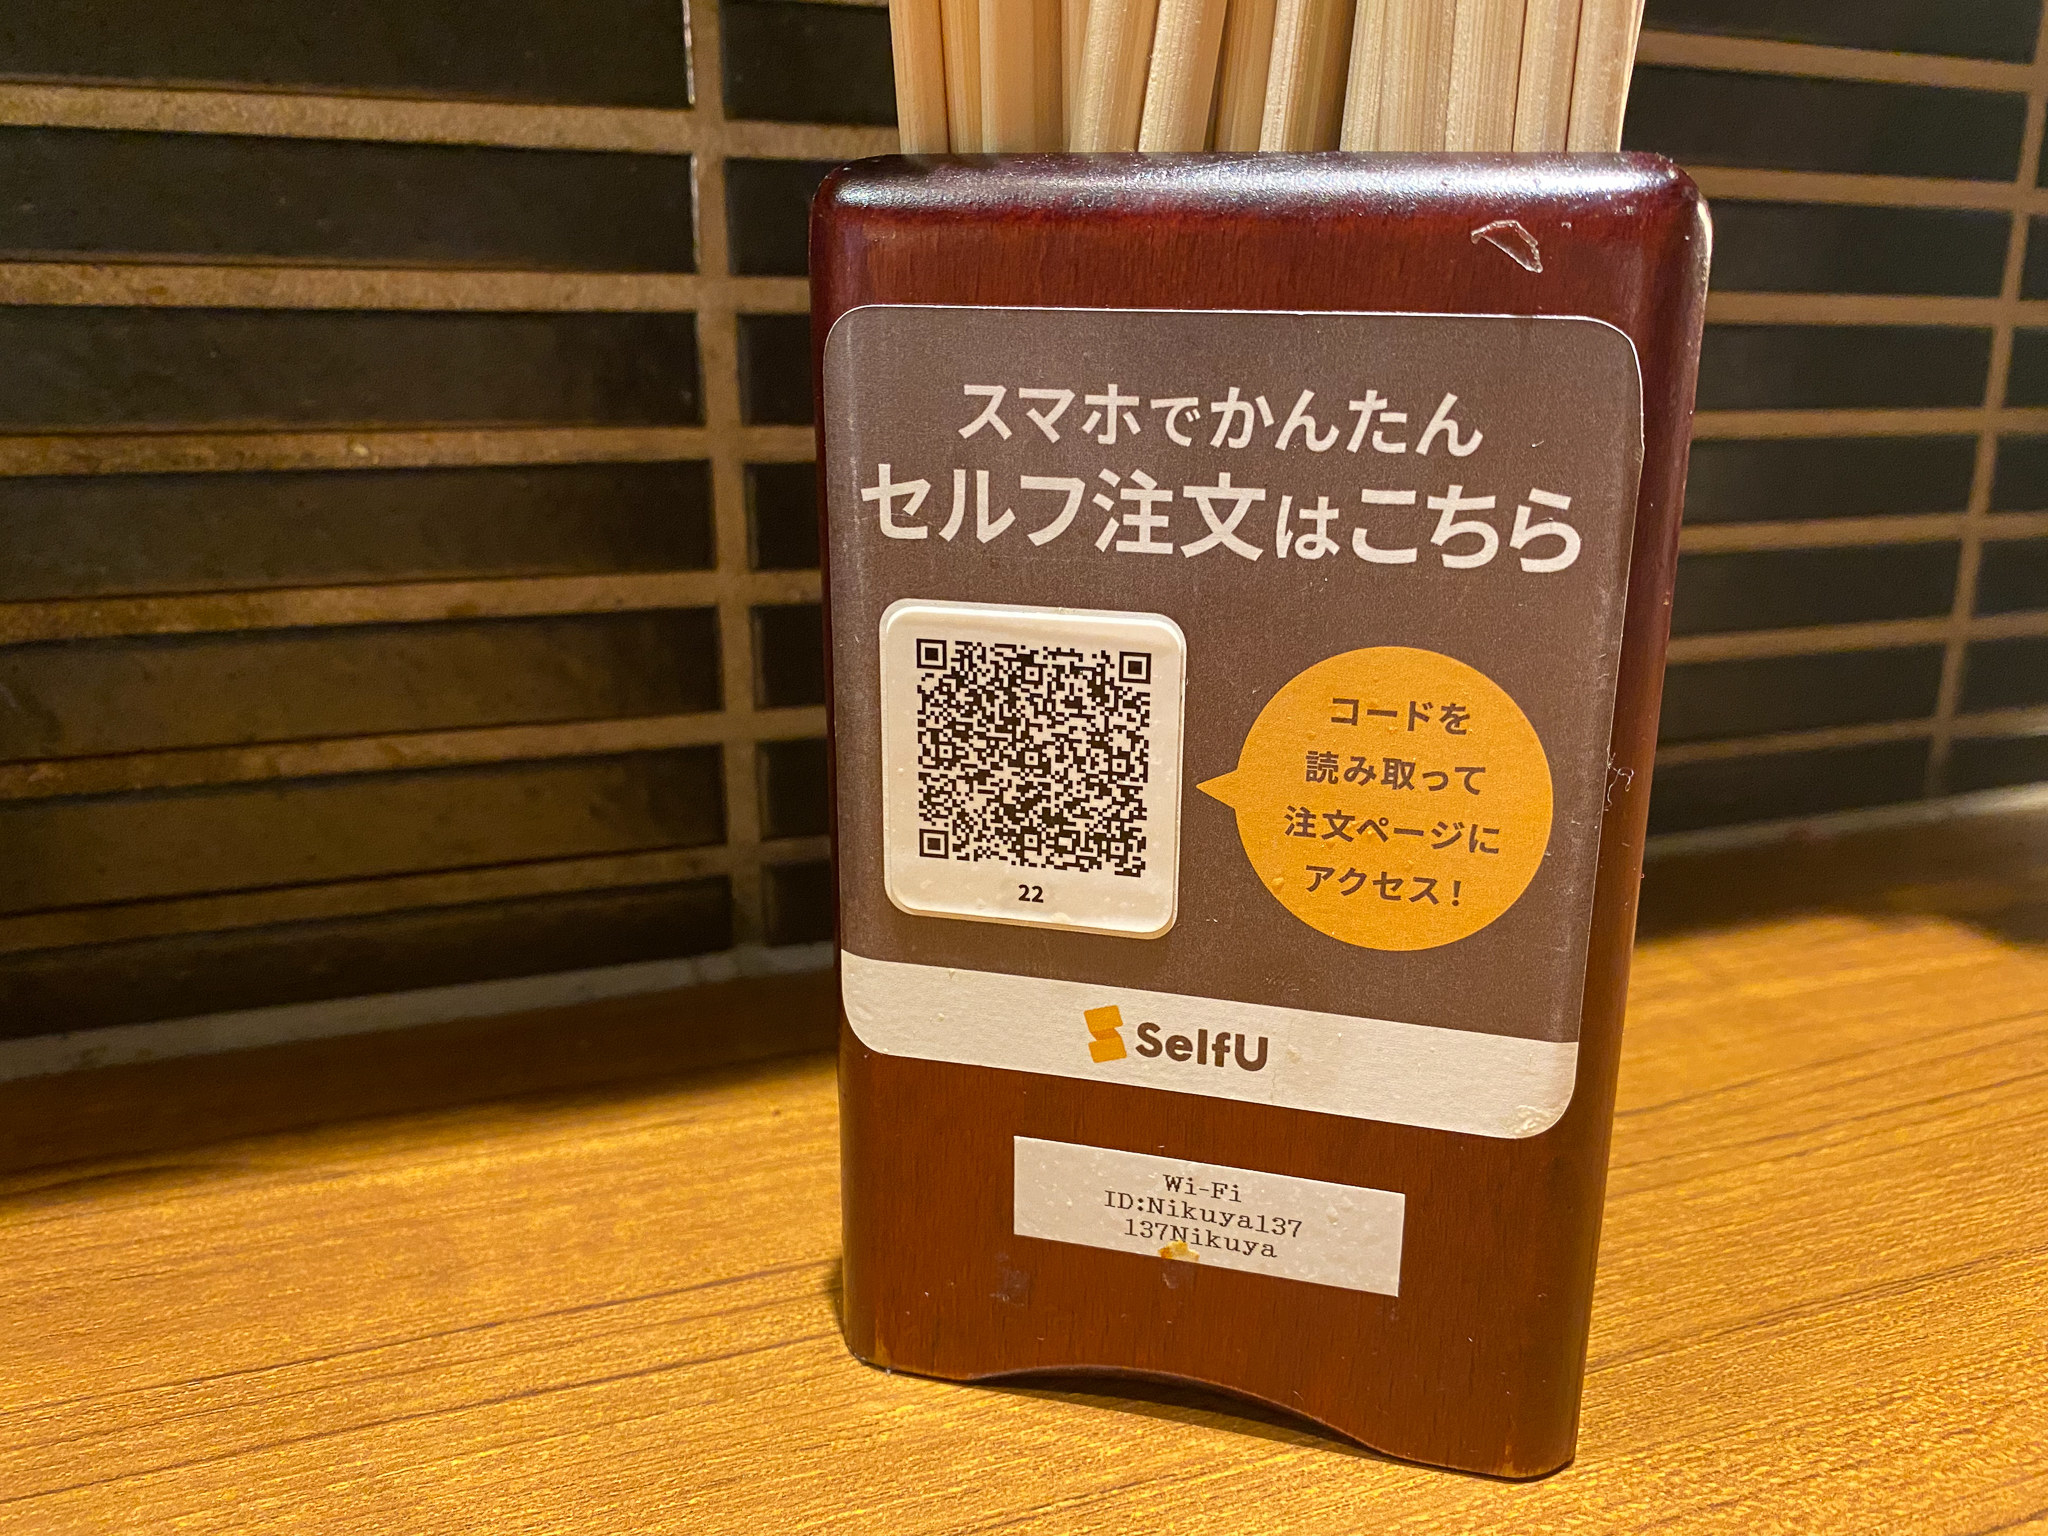 スマホでかんたん
セルフ注文はこちら
コードを
読み取って
注文ページに
アクセス!
22
SelfU
Wi-Fi
ID:Nikuya137
137Nikuya